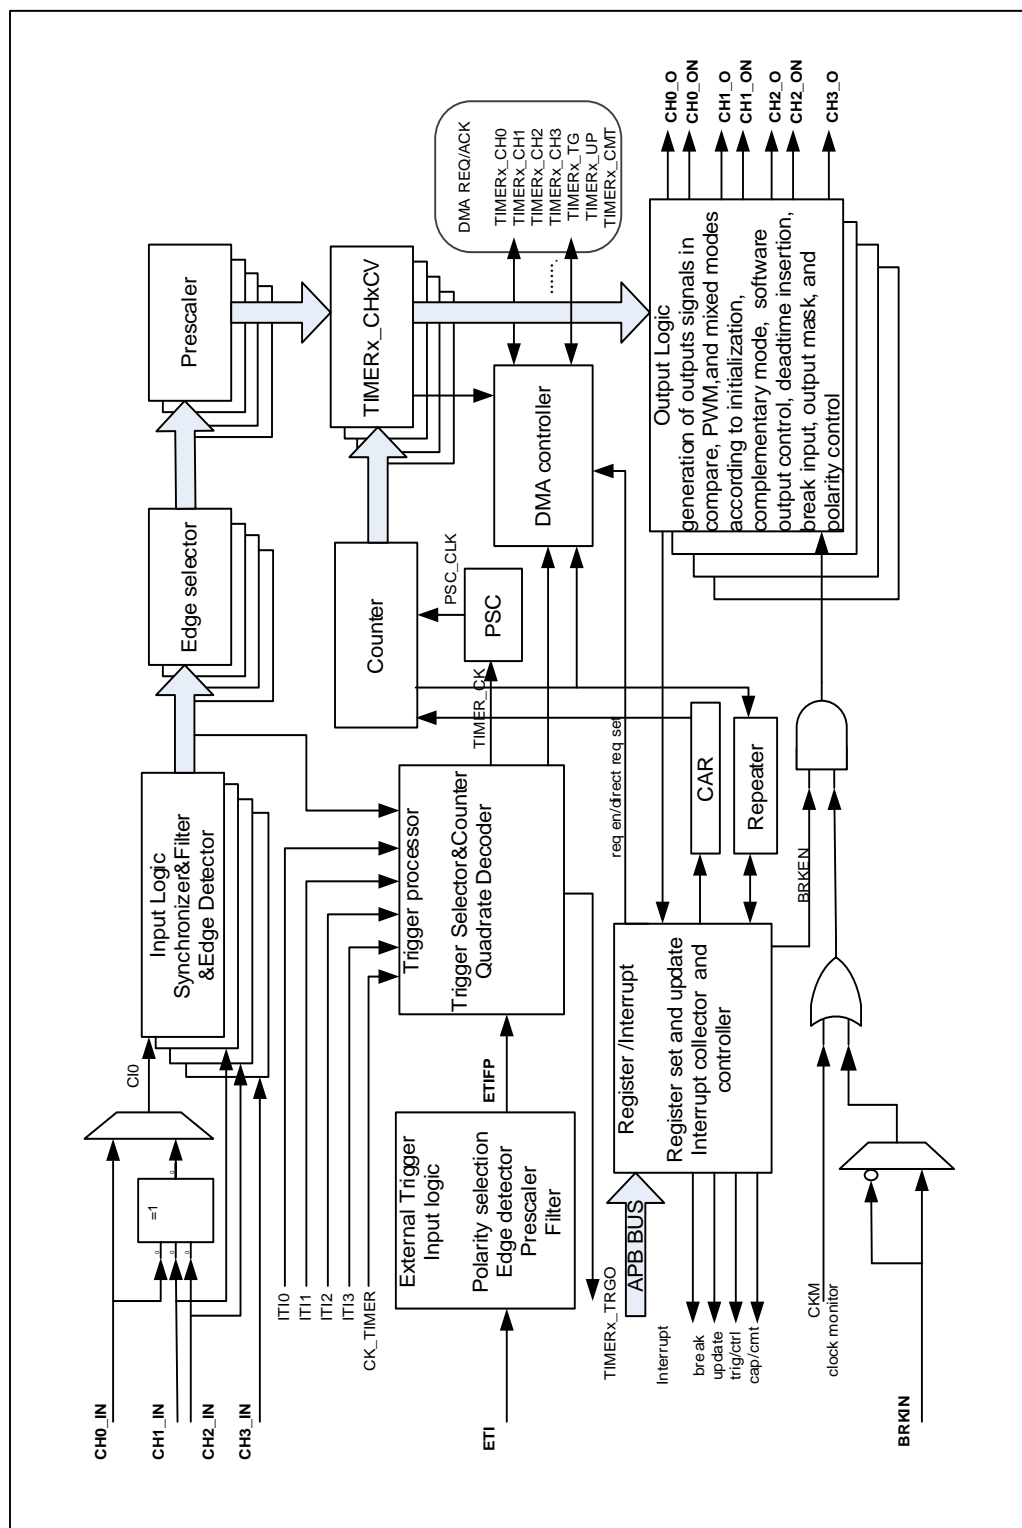 CH0_IN
CH1_IN
CH2_IN
CH3_IN
=1
CI0
Input Logic
Synchronizer&Filter
&Edge Detector
Edge selector
Prescaler
ITI0
ITI1
ITI2
ITI3
CK_TIMER
Trigger processor
Trigger Selector&Counter
Quadrate Decoder
TIMER_CK
PSC
PSC_CLK
Counter
TIMERx_CHxCV
ETI
External Trigger
Input logic
Polarity selection
Edge detector
Prescaler
Filter
ETIFP
TIMERx_TRGO
DMA controller
DMA REQ/ACK
TIMERx_CH0
TIMERx_CH1
TIMERx_CH2
TIMERx_CH3
TIMERx_TG
TIMERx_UP
TIMERx_CMT
......
req en/direct req set
APB BUS
Interrupt
break
update
trig/ctrl
cap/cmt
Register /Interrupt
Register set and update
Interrupt collector and
controller
CAR
Repeater
BRKEN
CKM
clock monitor
BRKIN
Output Logic
generation of outputs signals in
compare, PWM,and mixed modes
according to initialization,
complementary mode, software
output control, deadtime insertion,
break input, output mask, and
polarity control
CH0_O
CH0_ON
CH1_O
CH1_ON
CH2_O
CH2_ON
CH3_O